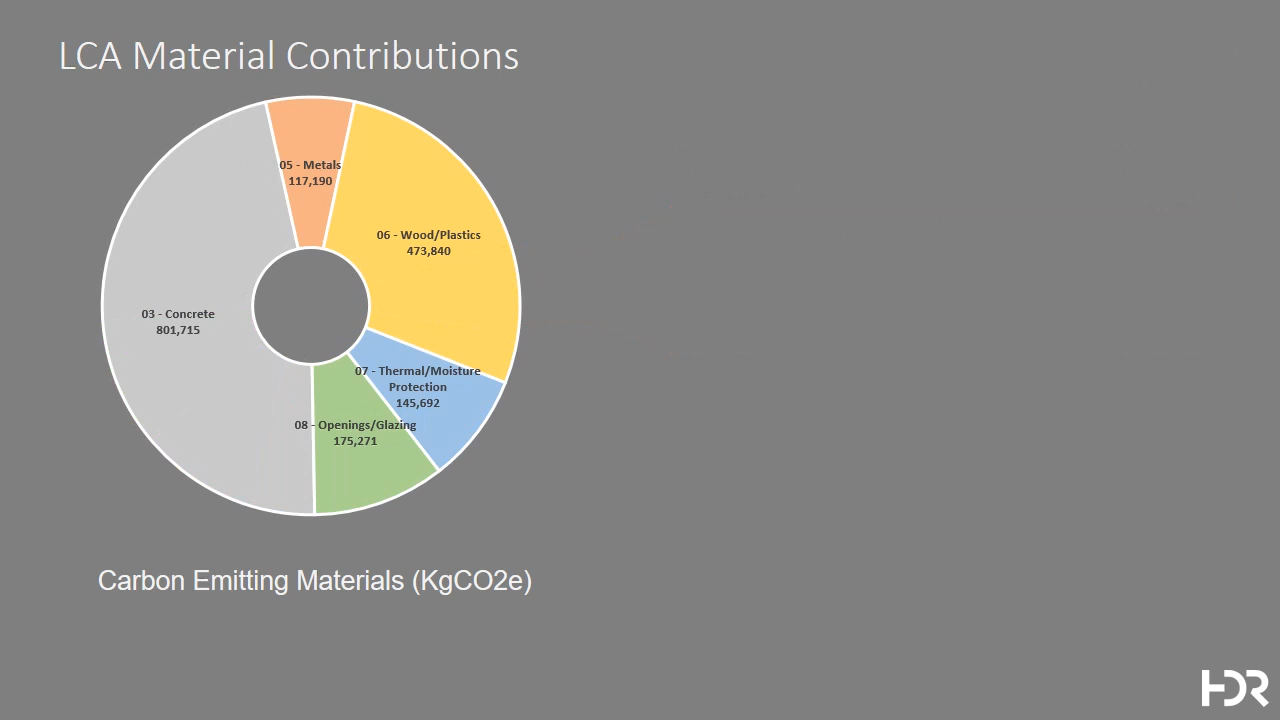 LCA Material Contributions
05 - Metals
117,190
06 - Wood/Plastics
473,840
03 - Concrete
801,715
07 - Thermal/Moisture
Protection
145,692
08 - Openings/Glazing
175,271
Carbon Emitting Materials (KgCO2e)
HDR